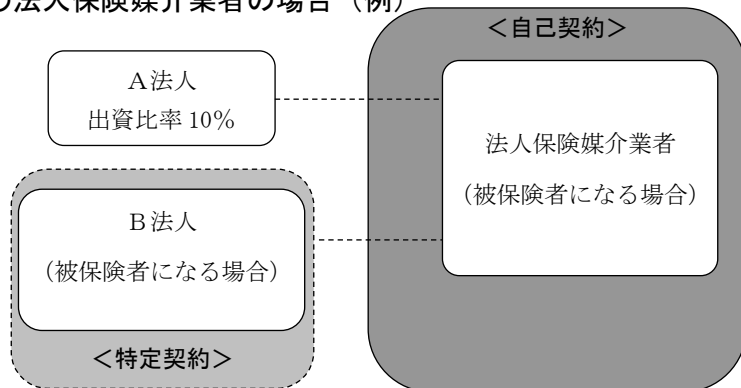 法人保険媒介業者の場合（例）
＜自己契約＞
Ａ法人
出資比率 10％
法人保険媒介業者
（被保険者になる場合）
Ｂ法人
（被保険者になる場合）
＜特定契約＞